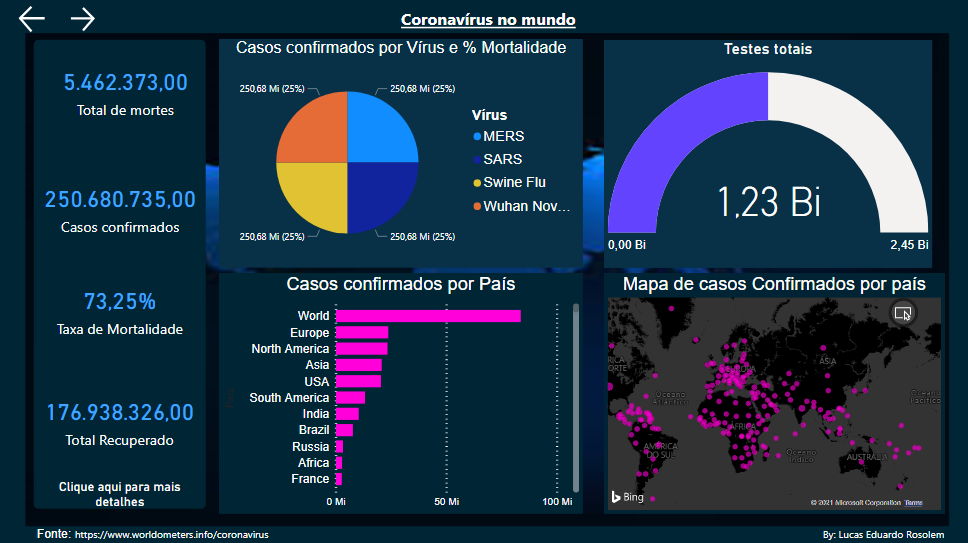 Coronavírus no mundo
5.462.373,00
Total de mortes
250.680.735,00
Casos confirmados
73,25%
Taxa de Mortalidade
176.938.326,00
Total Recuperado
Clique aqui para mais
detalhes
Casos confirmados por Vírus e % Mortalidade
250,68 Mi (25%)
250,68 Mi (25%)
250,68 Mi (25%)
250,68 Mi (25%)
Vírus
MERS
SARS
Swine Flu
Wuhan Nov…
Testes totais
1,23 Bi
0,00 Bi
2,45 Bi
Casos confirmados por País
World
Europe
North America
Asia
USA
South America
India
Brazil
Russia
Africa
France
0 Mi
50 Mi
100 Mi
Mapa de casos Confirmados por país
ÁSIA
EUROPA
Oceano
Atlântico
Oceano
Pacífico
ÁFRICA
AMÉRICA
DO SUL
Oceano
Índico
AUSTRÁLIA
Bing
© 2021 Microsoft Corporation Terms
Fonte: https://www.worldometers.info/coronavirus
By: Lucas Eduardo Rosolem